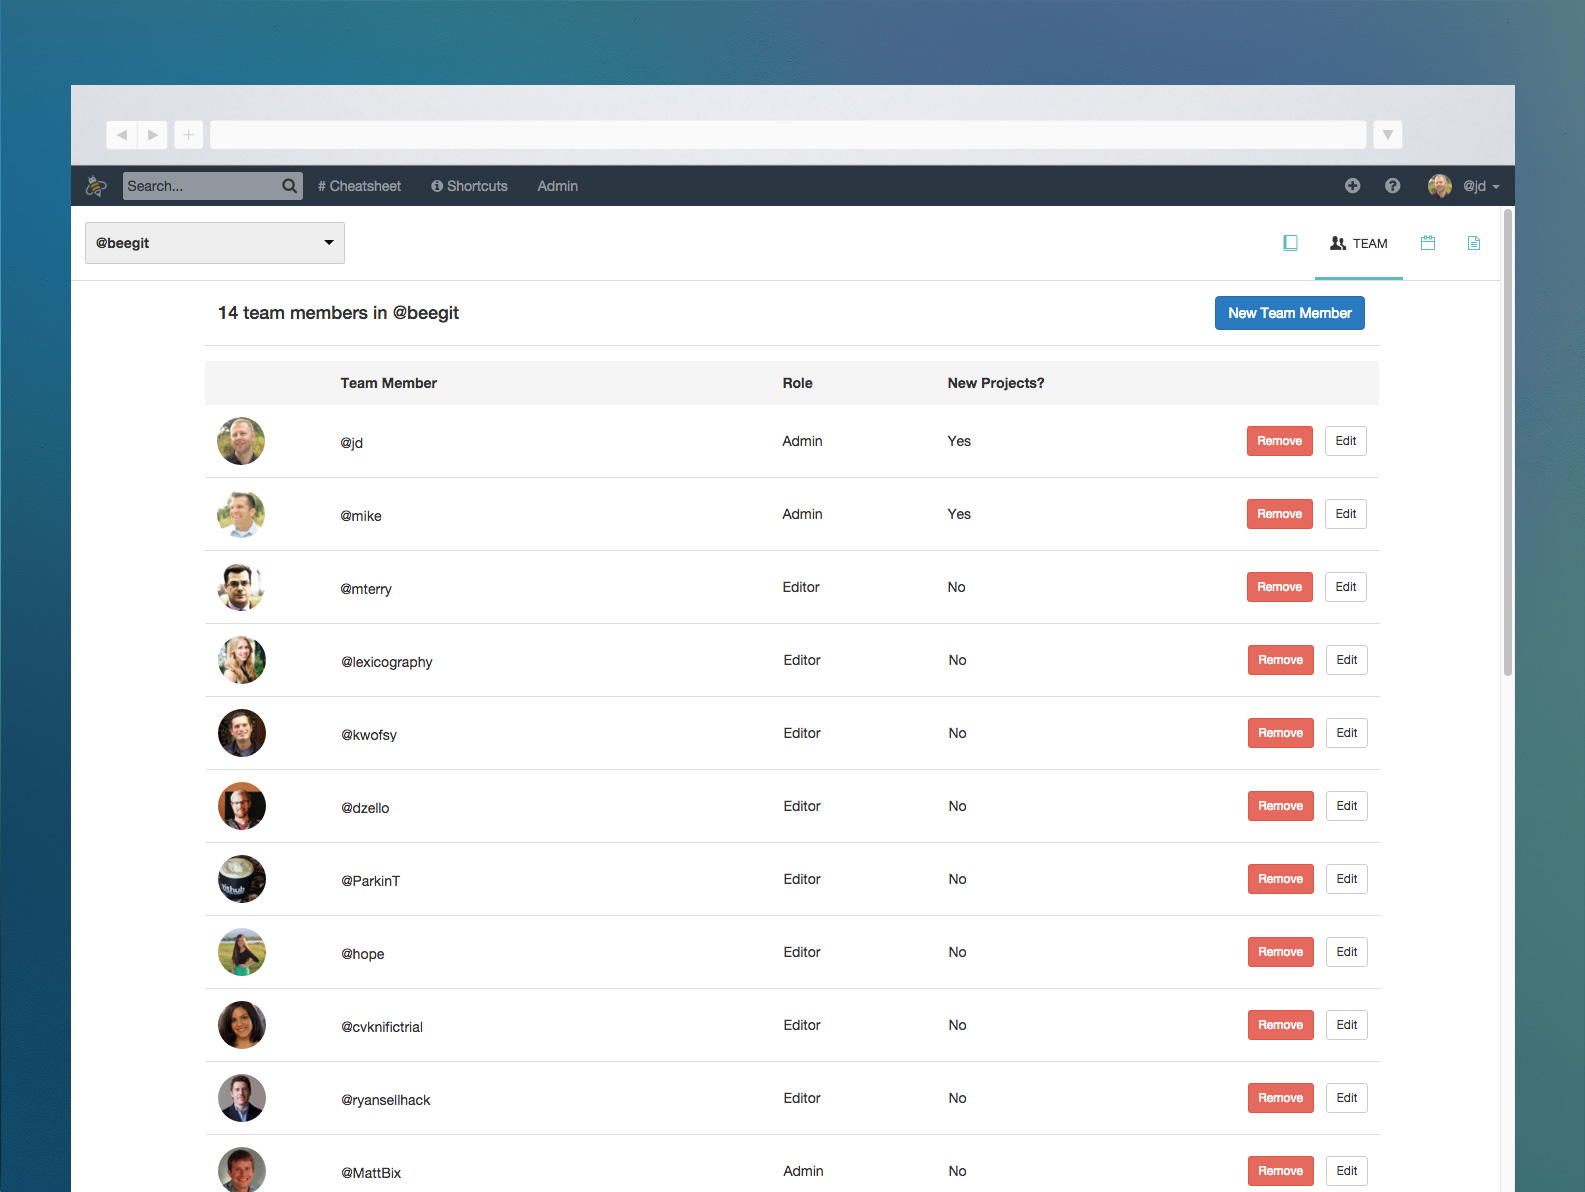 Search... # Cheatsheet Shortcuts Admin @jd
@beegit TEAM
14 team members in @beegit New Team Member
Team Member Role New Projects?
@jd Admin Yes Remove Edit
@mike Admin Yes Remove Edit
@mterry Editor No Remove Edit
@lexicography Editor No Remove Edit
@kwofsy Editor No Remove Edit
@dzello Editor No Remove Edit
@ParkinT Editor No Remove Edit
@hope Editor No Remove Edit
@cvknifictrial Editor No Remove Edit
@ryansellhack Editor No Remove Edit
@MattBix Admin No Remove Edit